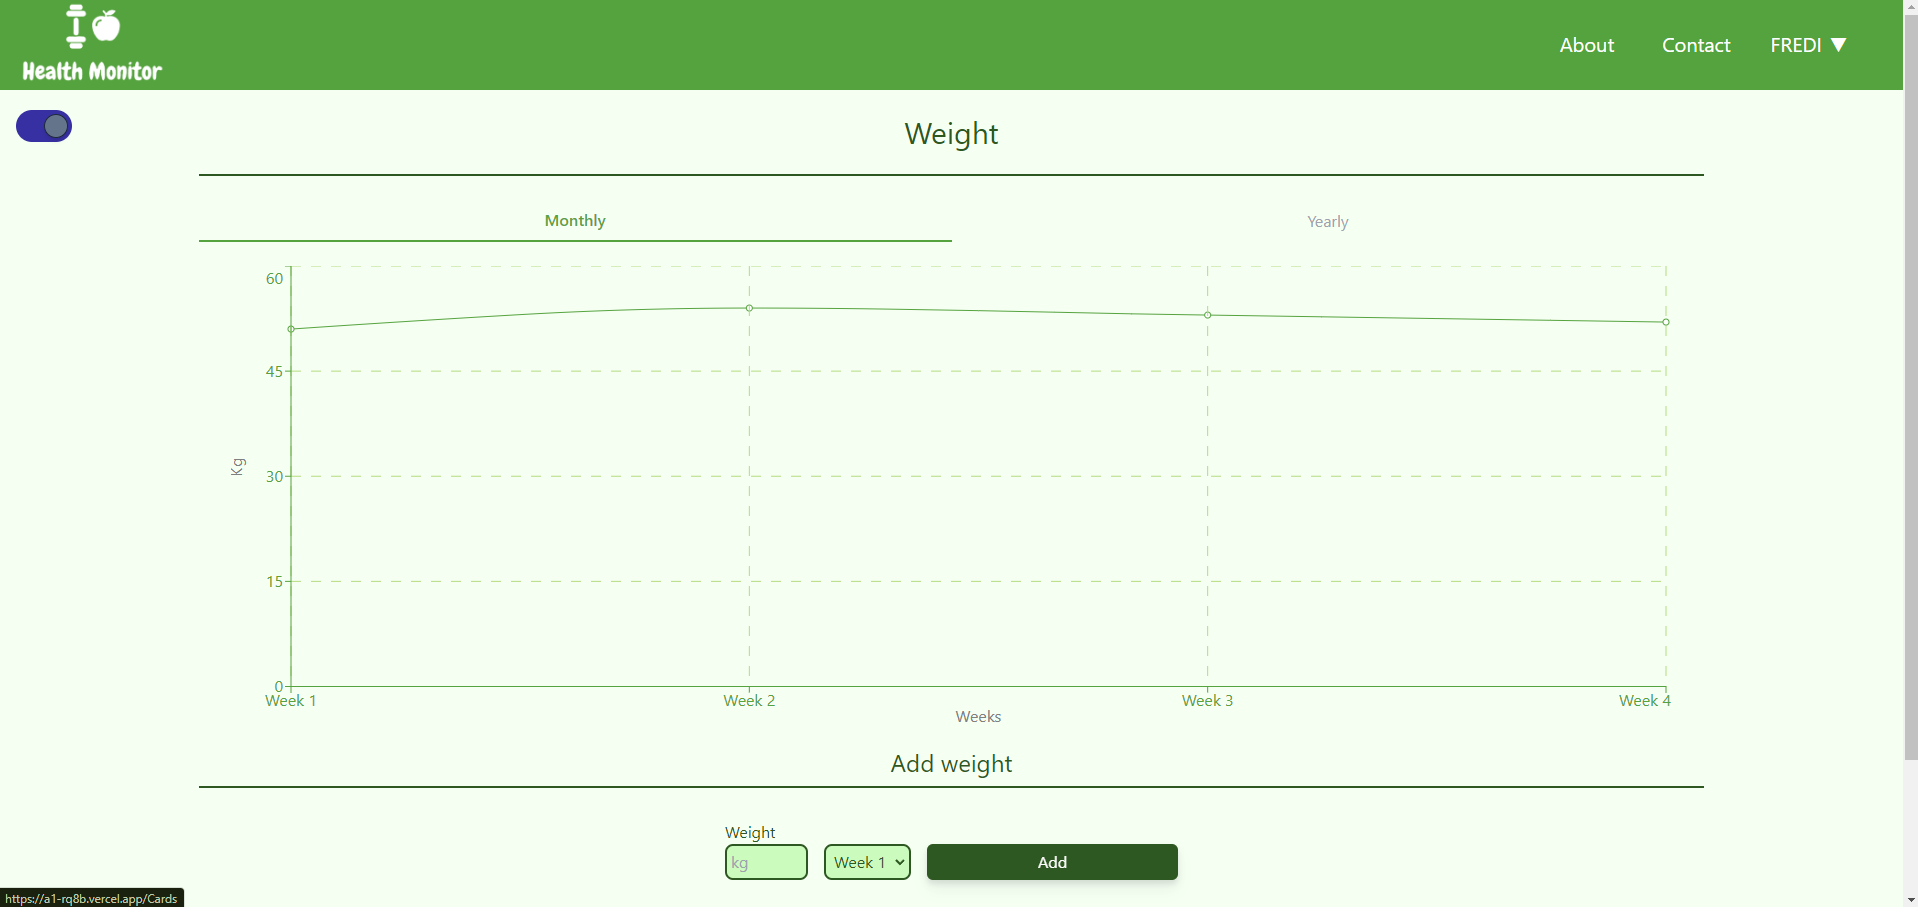 Health Monitor
About
Contact
FREDI ▼
Weight
Monthly
Yearly
60
45
30
15
0
Kg
Week 1
Week 2
Week 3
Week 4
Weeks
Add weight
Weight
kg
Week 1
Add
https://a1-rq8b.vercel.app/Cards